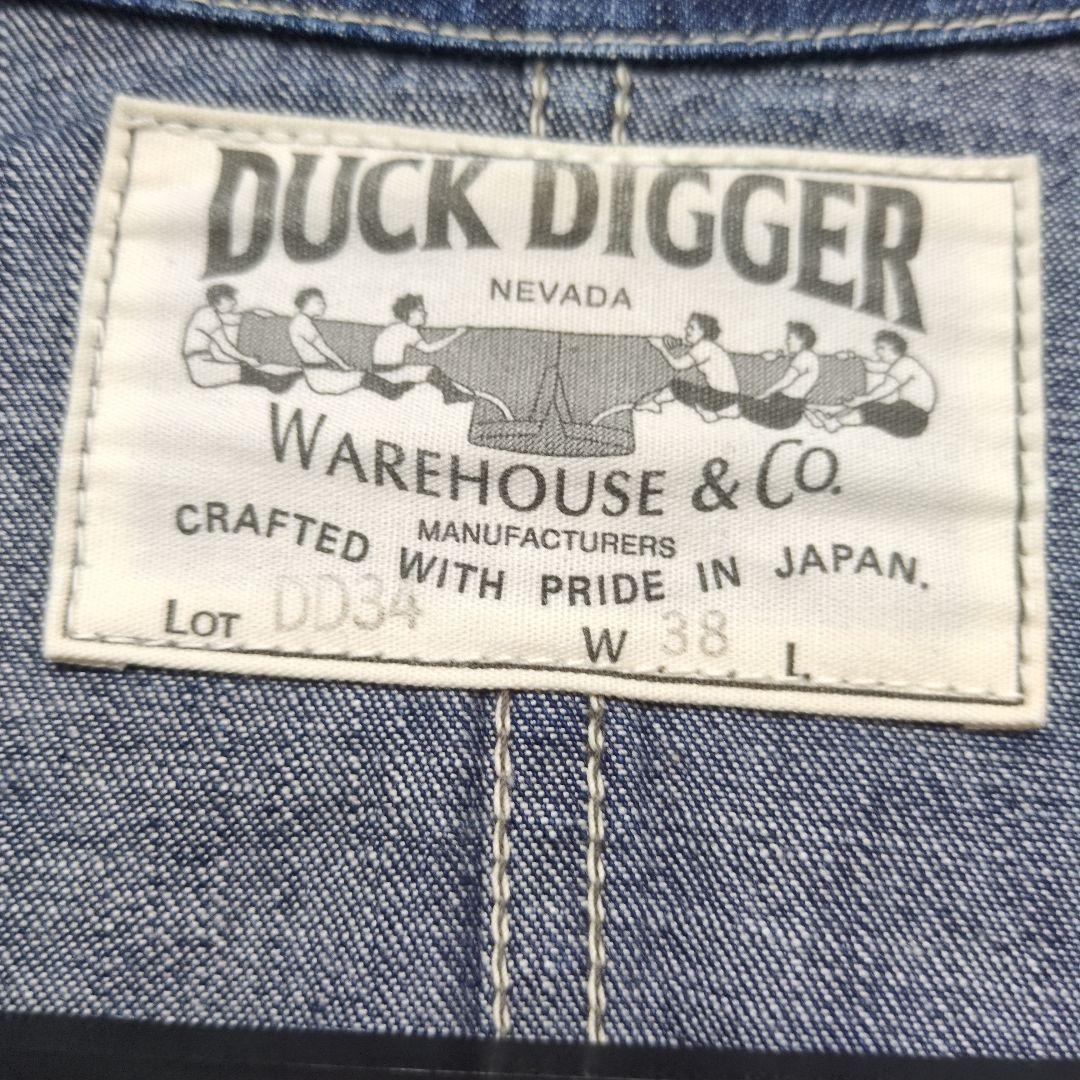 DUCK DIGGER
NEVADA
WAREHOUSE & CO.
MANUFACTURERS
CRAFTED WITH PRIDE IN JAPAN.
LOT DD34 W 38 L